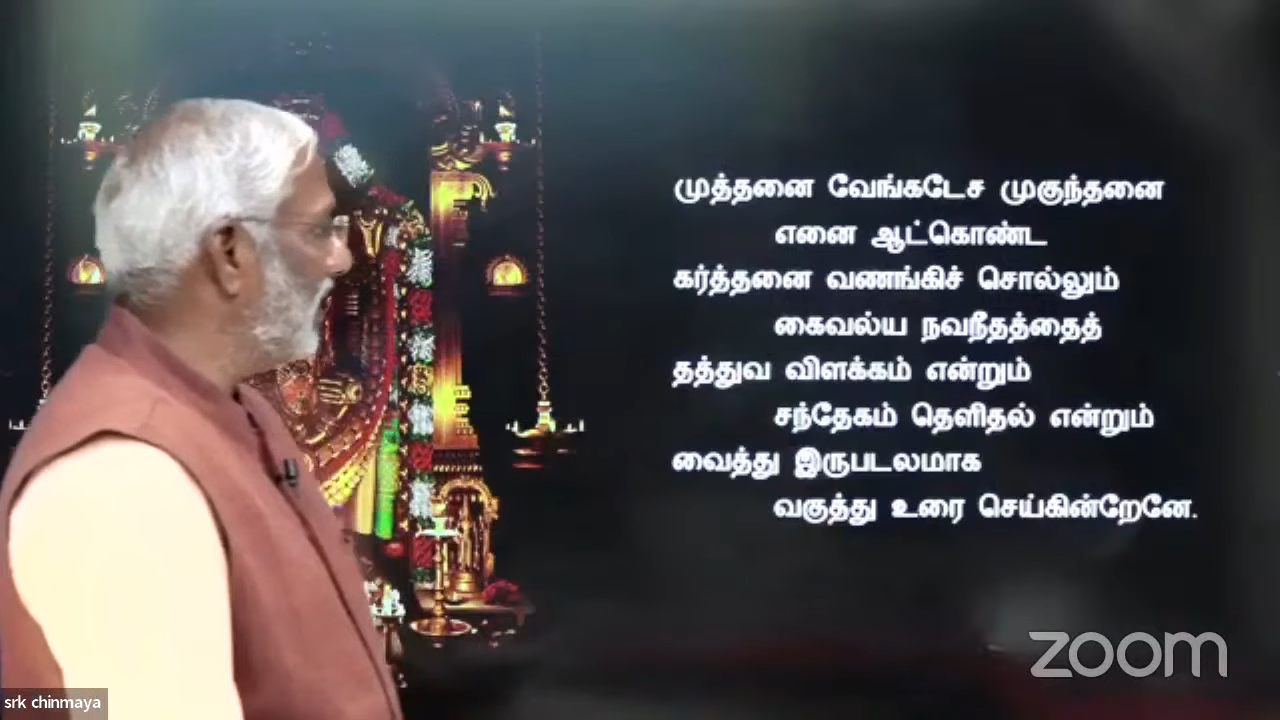 முத்தனை வேங்கடேச முகுந்தனை
எனை ஆட்கொண்ட
கர்த்தனை வணங்கிச் சொல்லும்
கைவல்ய நவநீதத்தைத்
தத்துவ விளக்கம் என்றும்
சந்தேகம் தெளிதல் என்றும்
வைத்து இருபடலமாக
வகுத்து உரை செய்கின்றேனே.
zoom
srk chinmaya